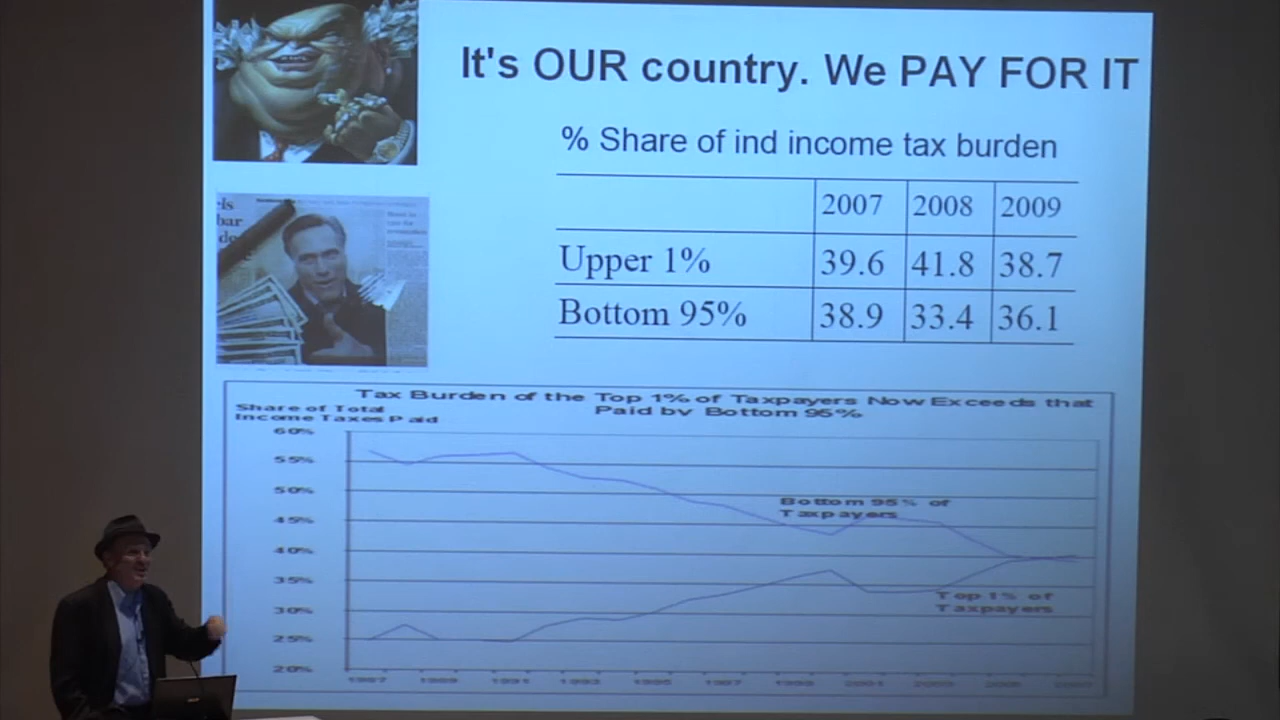 It's OUR country. We PAY FOR IT
% Share of ind income tax burden
2007 2008 2009
Upper 1% 39.6 41.8 38.7
Bottom 95% 38.9 33.4 36.1
Tax Burden of the Top 1% of Taxpayers Now Exceeds that
Paid by Bottom 95%
Share of Total
Income Taxes Paid
60%
55%
50%
45%
40%
35%
30%
25%
20%
Bottom 95% of
Taxpayers
Top 1% of
Taxpayers
1987 1989 1991 1993 1995 1997 1999 2001 2003 2005 2007